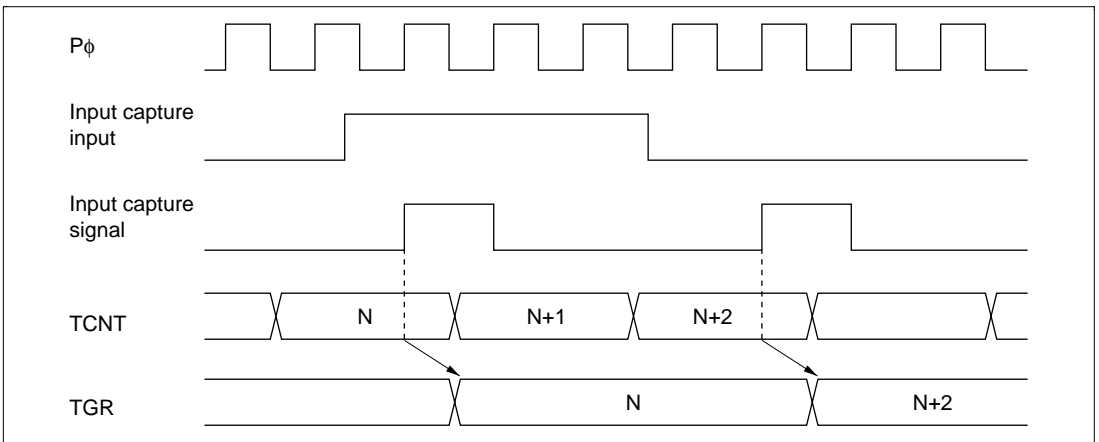 Pφ
Input capture
input
Input capture
signal
TCNT
N
N+1
N+2
TGR
N
N+2